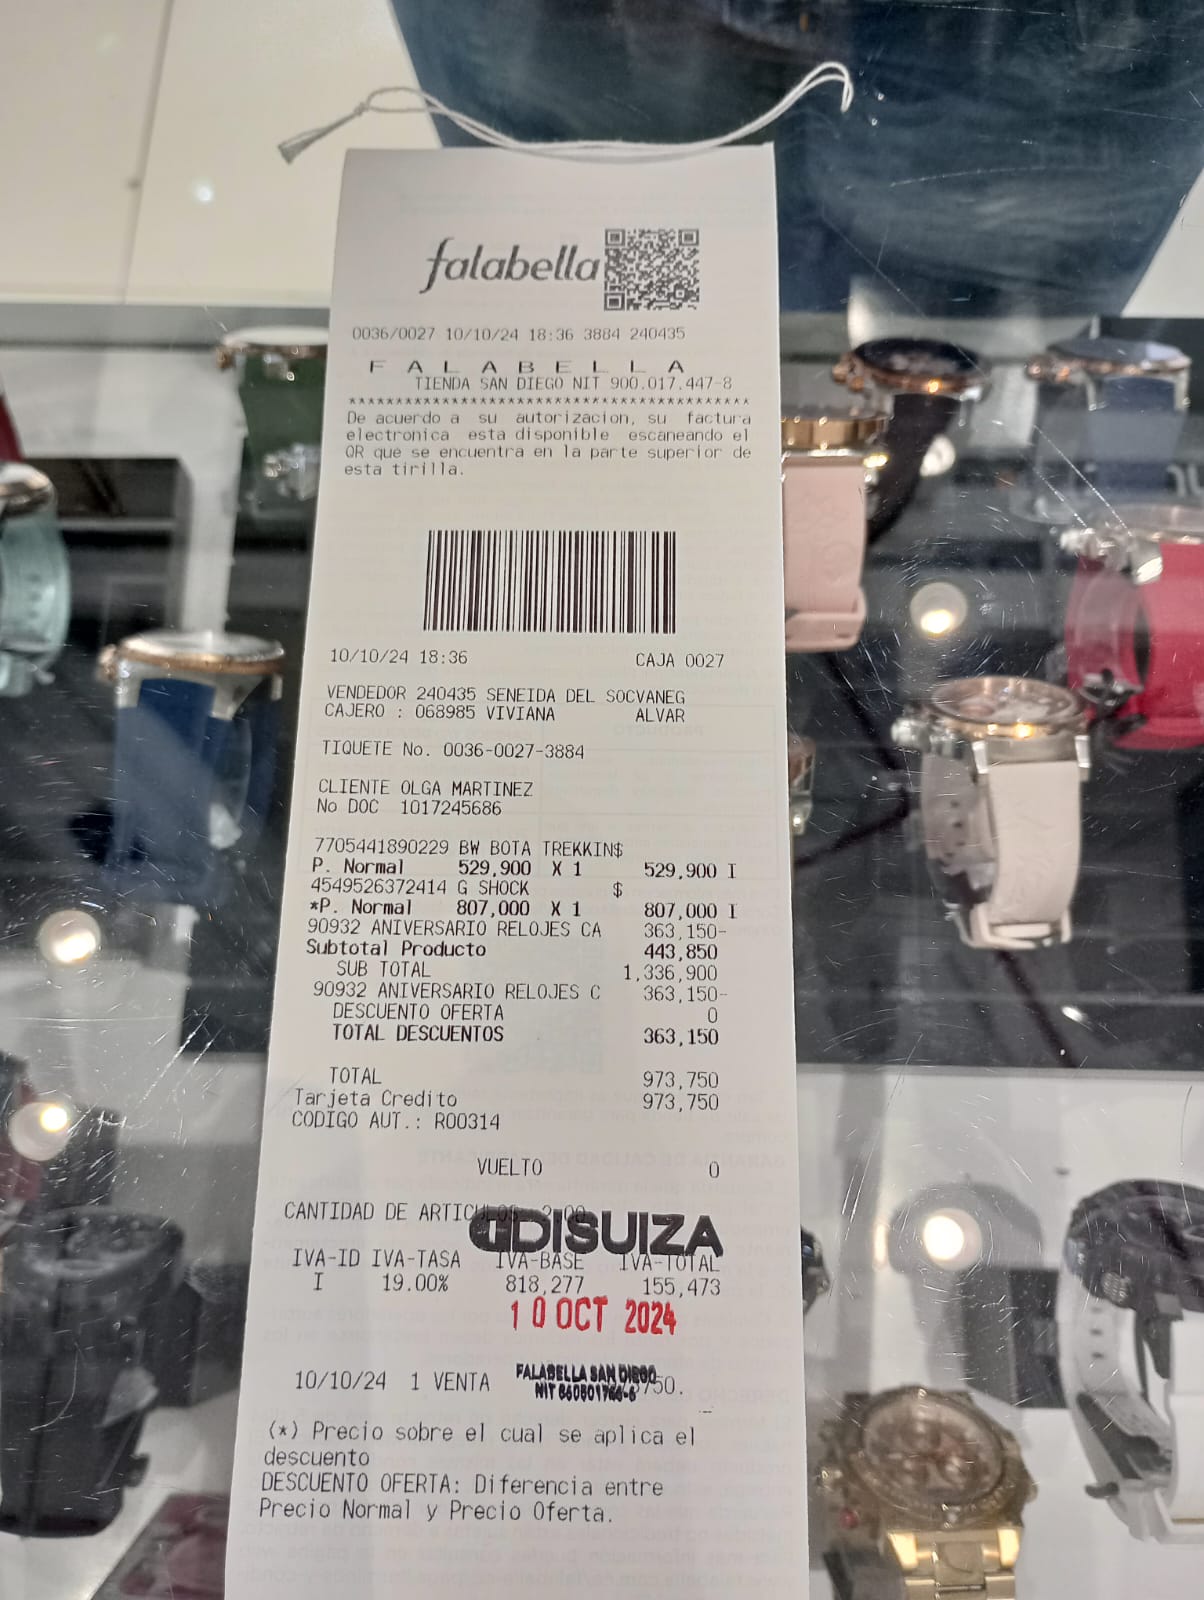 falabella
0036/0027 10/10/24 18:36 3884 240435
F A L A B E L L A
TIENDA SAN DIEGO NIT 900.017.447-8
******************************************
De acuerdo a su autorizacion, su factura
electronica esta disponible escaneando el
QR que se encuentra en la parte superior de
esta tirilla.
10/10/24 18:36 CAJA 0027
VENDEDOR 240435 SENEIDA DEL SOCVANEG
CAJERO : 068985 VIVIANA ALVAR
TIQUETE No. 0036-0027-3884
CLIENTE OLGA MARTINEZ
No DOC 1017245686
7705441890229 BW BOTA TREKKIN$
P. Normal 529,900 X 1 529,900 I
4549526372414 G SHOCK $
*P. Normal 807,000 X 1 807,000 I
90932 ANIVERSARIO RELOJES CA 363,150-
Subtotal Producto 443,850
SUB TOTAL 1,336,900
90932 ANIVERSARIO RELOJES C 363,150-
DESCUENTO OFERTA 0
TOTAL DESCUENTOS 363,150
TOTAL 973,750
Tarjeta Credito 973,750
CODIGO AUT.: R00314
VUELTO 0
CANTIDAD DE ARTICULOS 2.00
DISUIZA
IVA-ID IVA-TASA IVA-BASE IVA-TOTAL
I 19.00% 818,277 155,473
10 OCT 2024
FALABELLA SAN DIEGO
10/10/24 1 VENTA 750.
(*) Precio sobre el cual se aplica el
descuento
DESCUENTO OFERTA: Diferencia entre
Precio Normal y Precio Oferta.